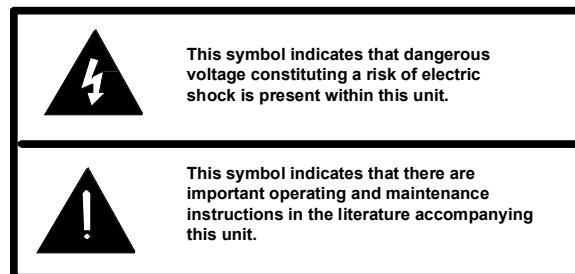 This symbol indicates that dangerous
voltage constituting a risk of electric
shock is present within this unit.
This symbol indicates that there are
important operating and maintenance
instructions in the literature accompanying
this unit.